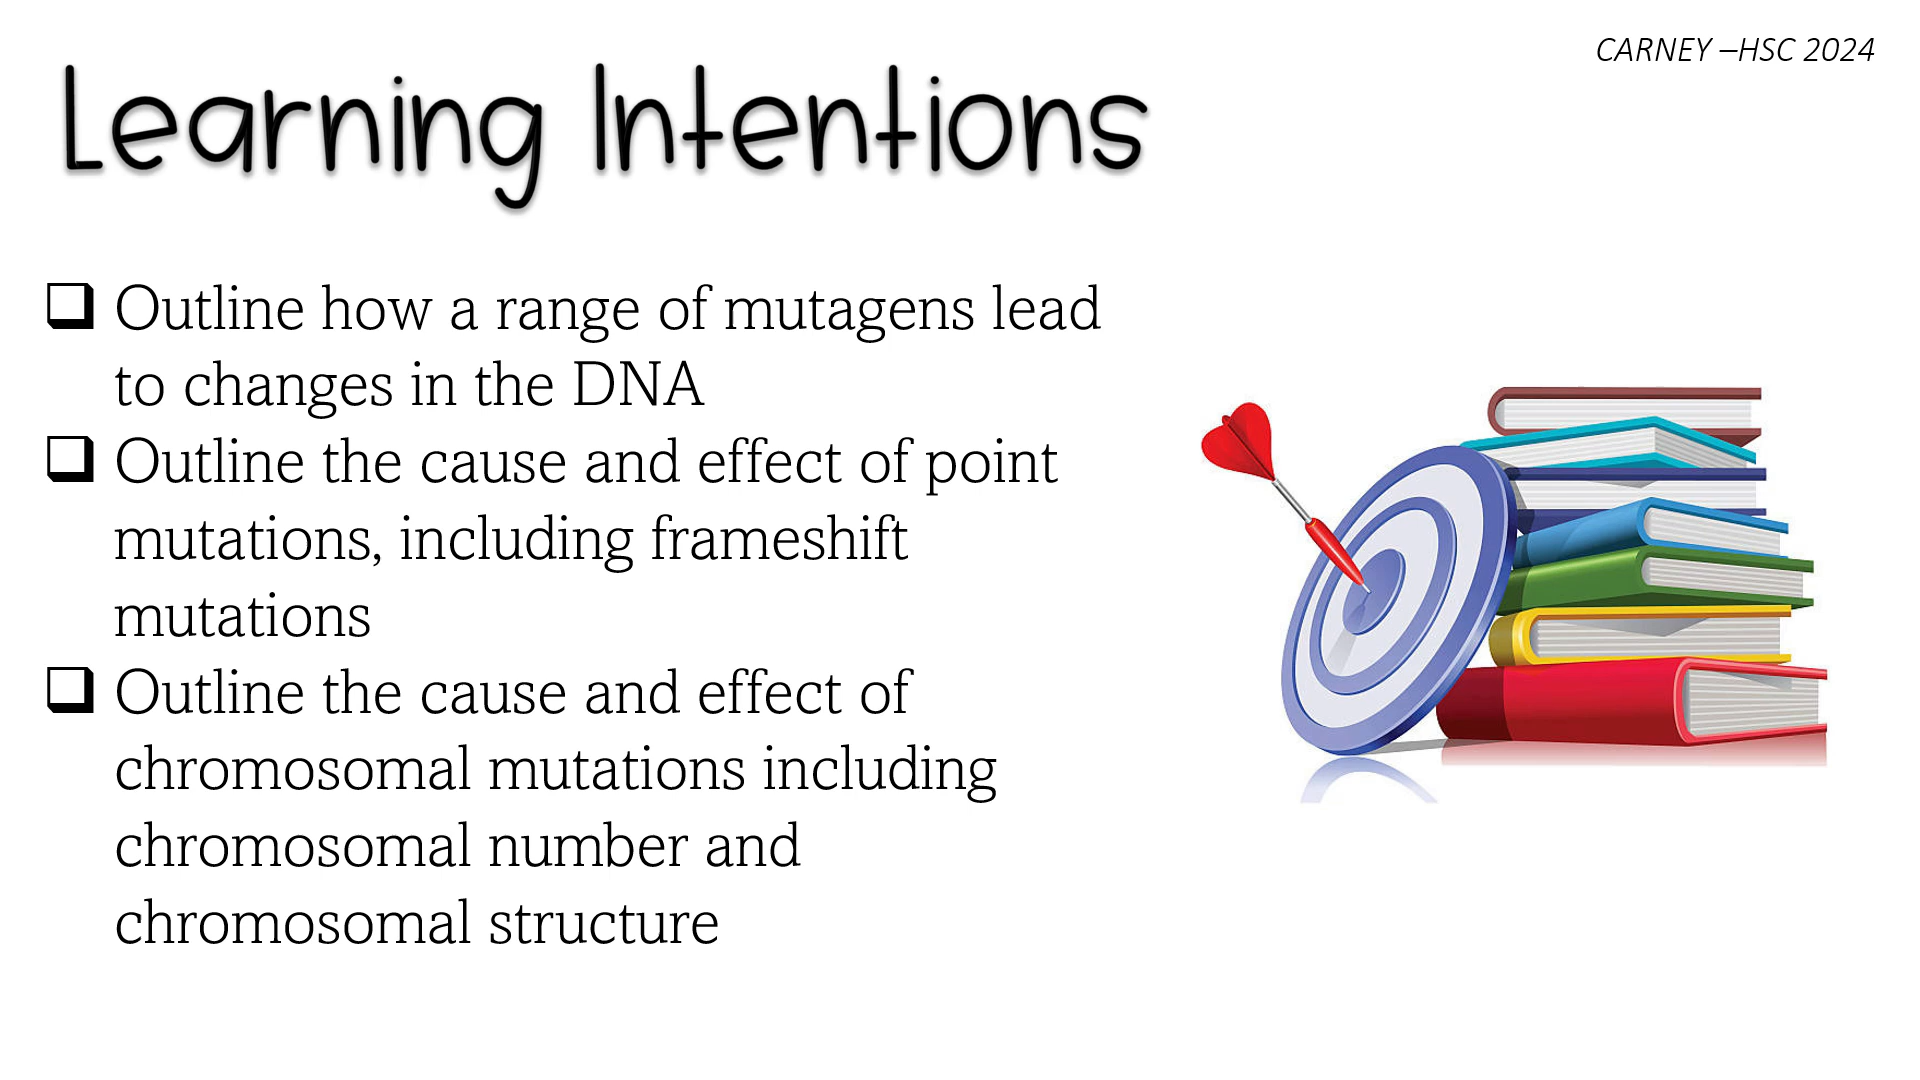 CARNEY –HSC 2024
Learning Intentions
❑ Outline how a range of mutagens lead
to changes in the DNA
❑ Outline the cause and effect of point
mutations, including frameshift
mutations
❑ Outline the cause and effect of
chromosomal mutations including
chromosomal number and
chromosomal structure